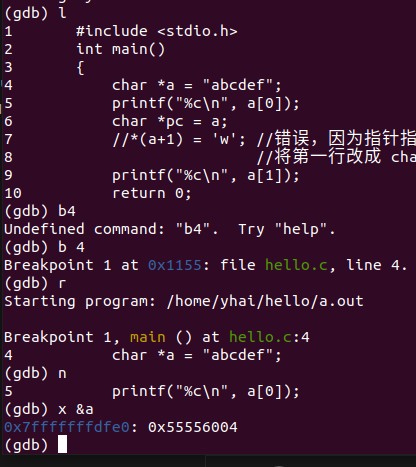 (gdb) l
1 #include <stdio.h>
2 int main()
3 {
4 char *a = "abcdef";
5 printf("%c\n", a[0]);
6 char *pc = a;
7 //*(a+1) = 'w'; //错误，因为指针指
8 //将第一行改成 cha
9 printf("%c\n", a[1]);
10 return 0;
(gdb) b4
Undefined command: "b4". Try "help".
(gdb) b 4
Breakpoint 1 at 0x1155: file hello.c, line 4.
(gdb) r
Starting program: /home/yhai/hello/a.out
Breakpoint 1, main () at hello.c:4
4 char *a = "abcdef";
(gdb) n
5 printf("%c\n", a[0]);
(gdb) x &a
0x7fffffffdfe0: 0x55556004
(gdb)